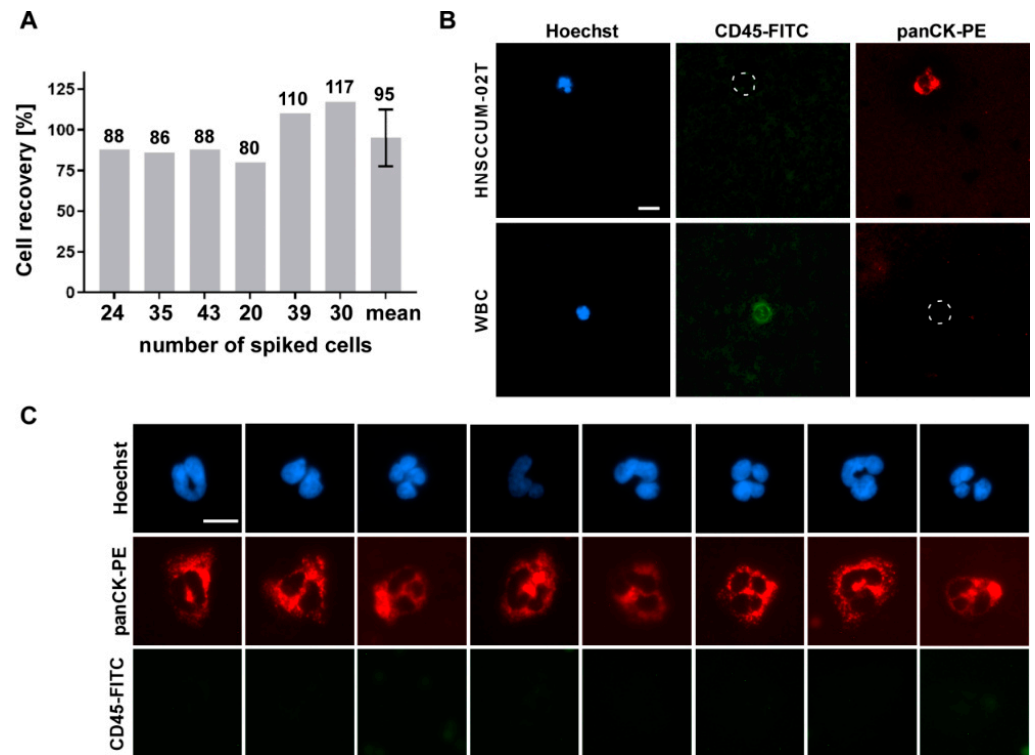 A
Cell recovery [%]
125
100
75
50
25
0
88
86
88
80
110
117
95
24 35 43 20 39 30 mean
number of spiked cells
B
Hoechst CD45-FITC panCK-PE
HNSCCUM-02T
WBC
C
Hoechst
panCK-PE
CD45-FITC